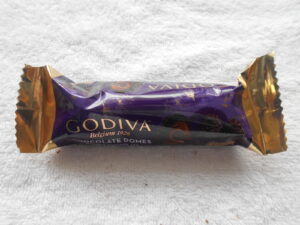 GODIVA
Belgium 1926
CHOCOLATE DOMES